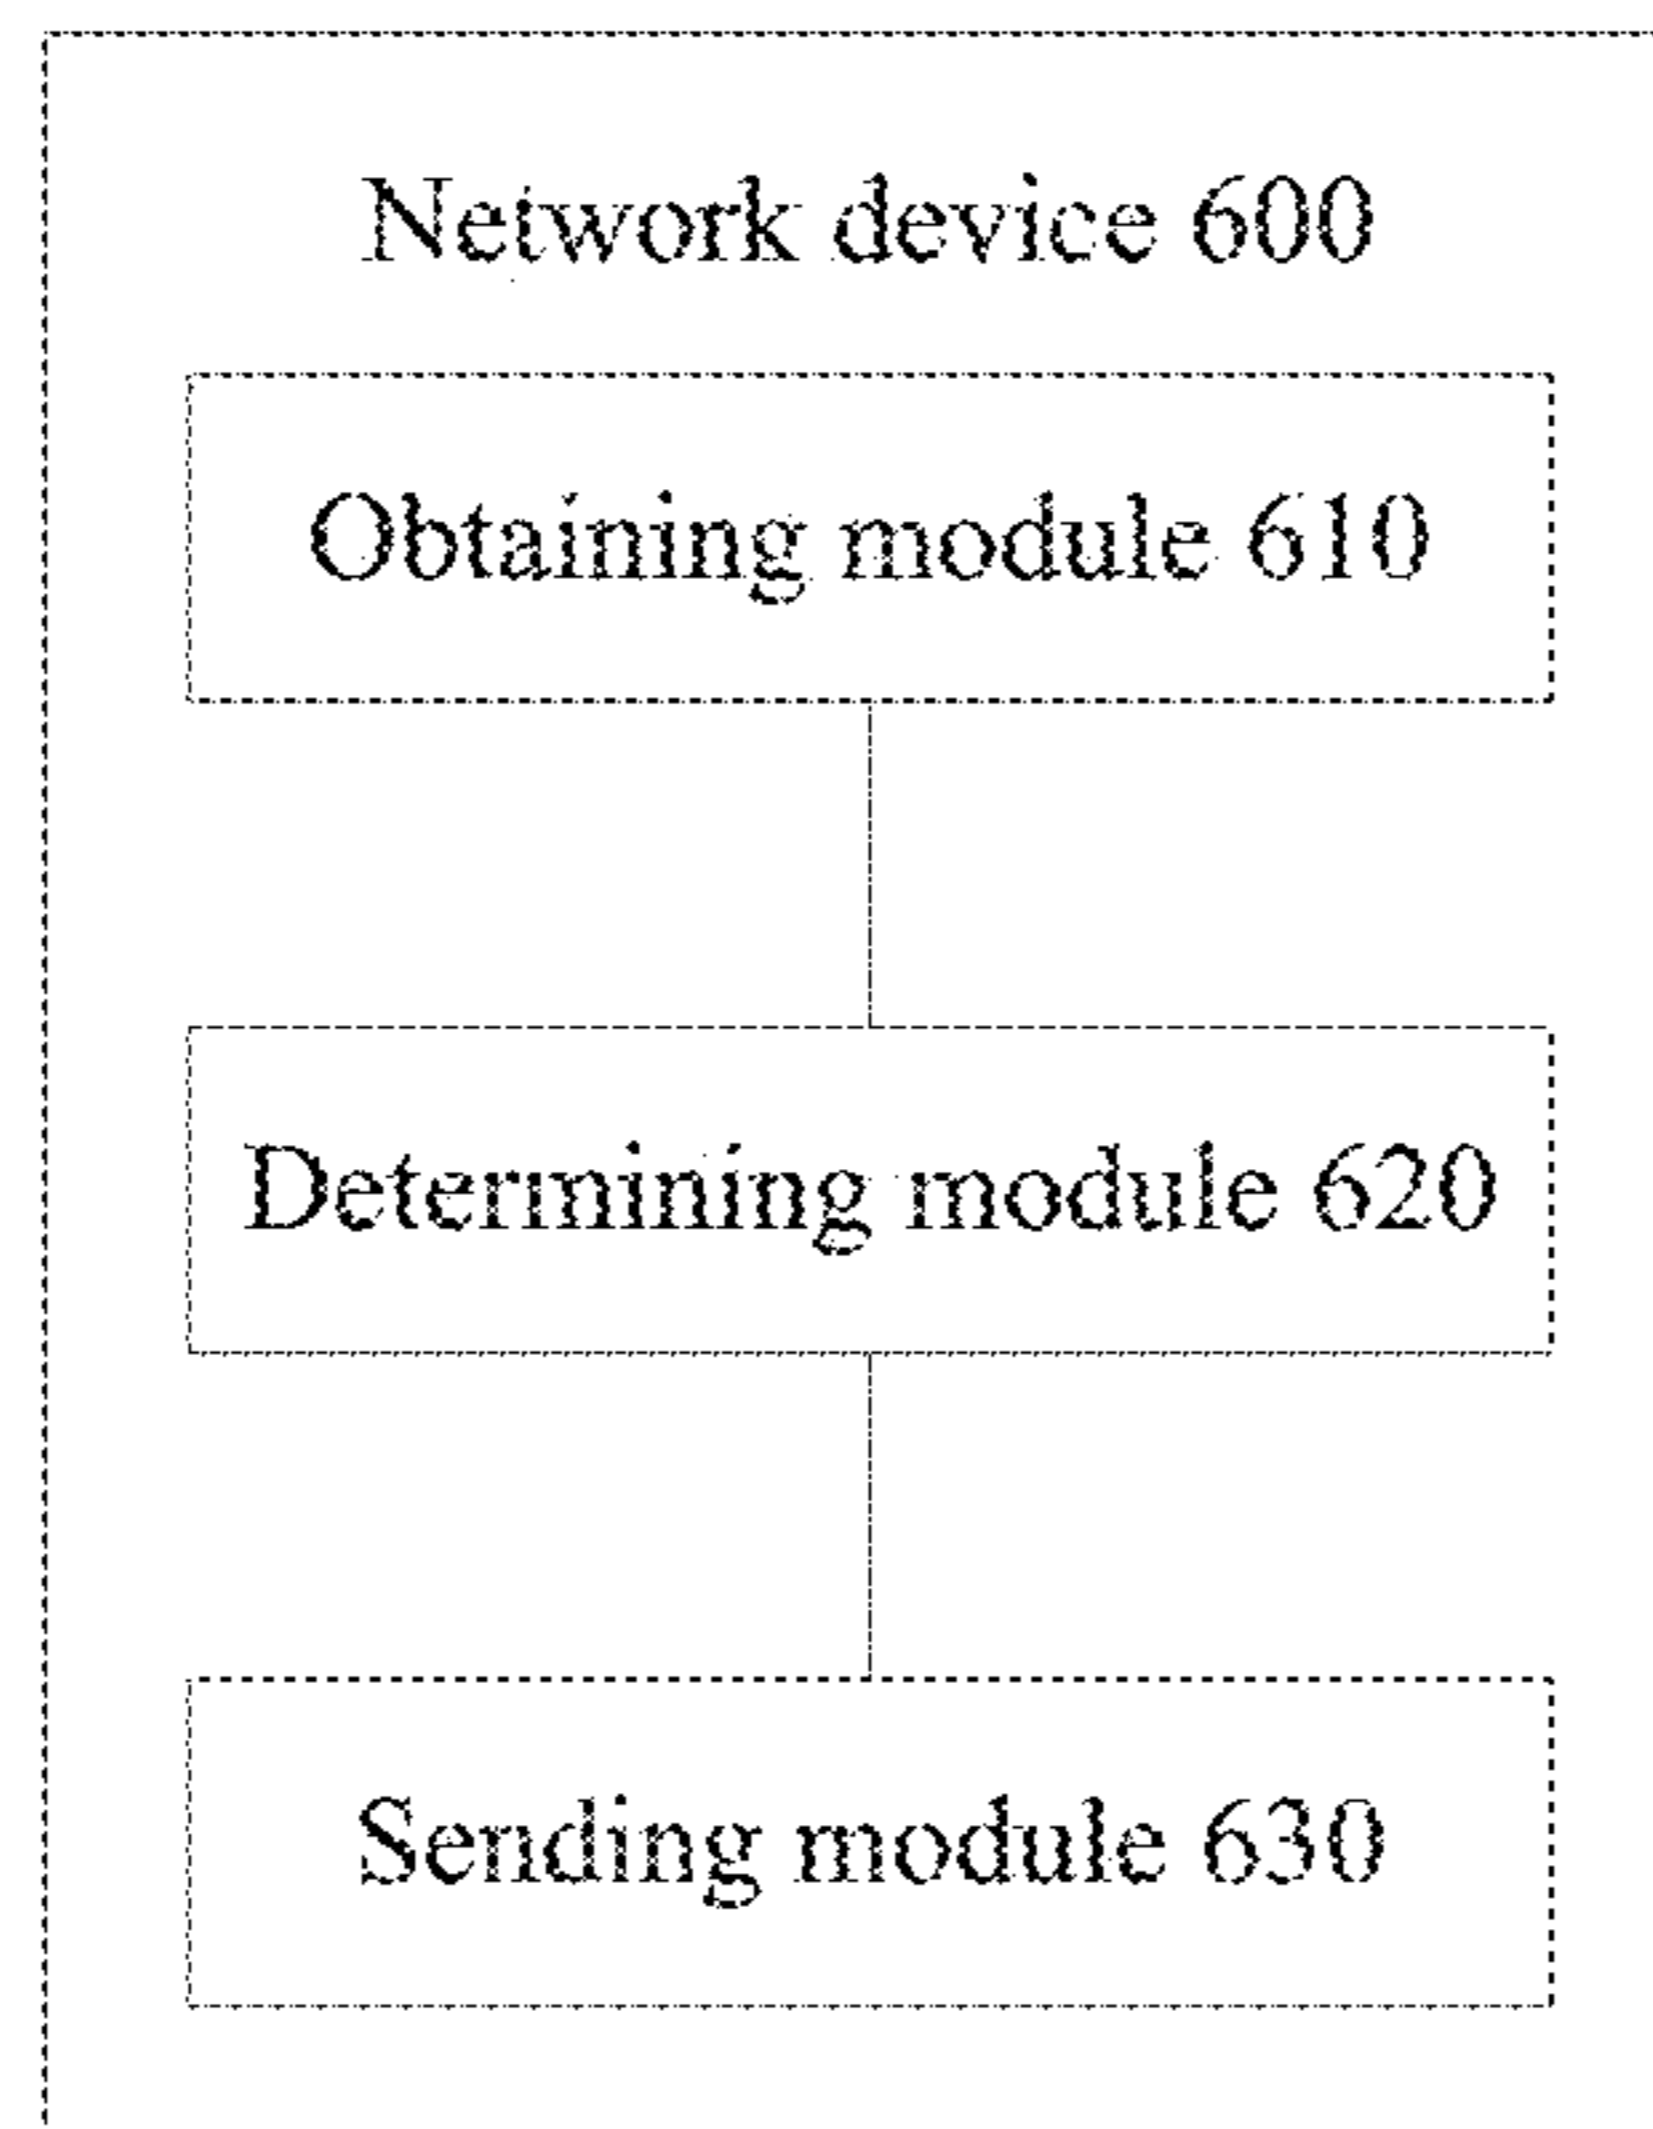 Network device 600
Obtaining module 610
Determining module 620
Sending module 630